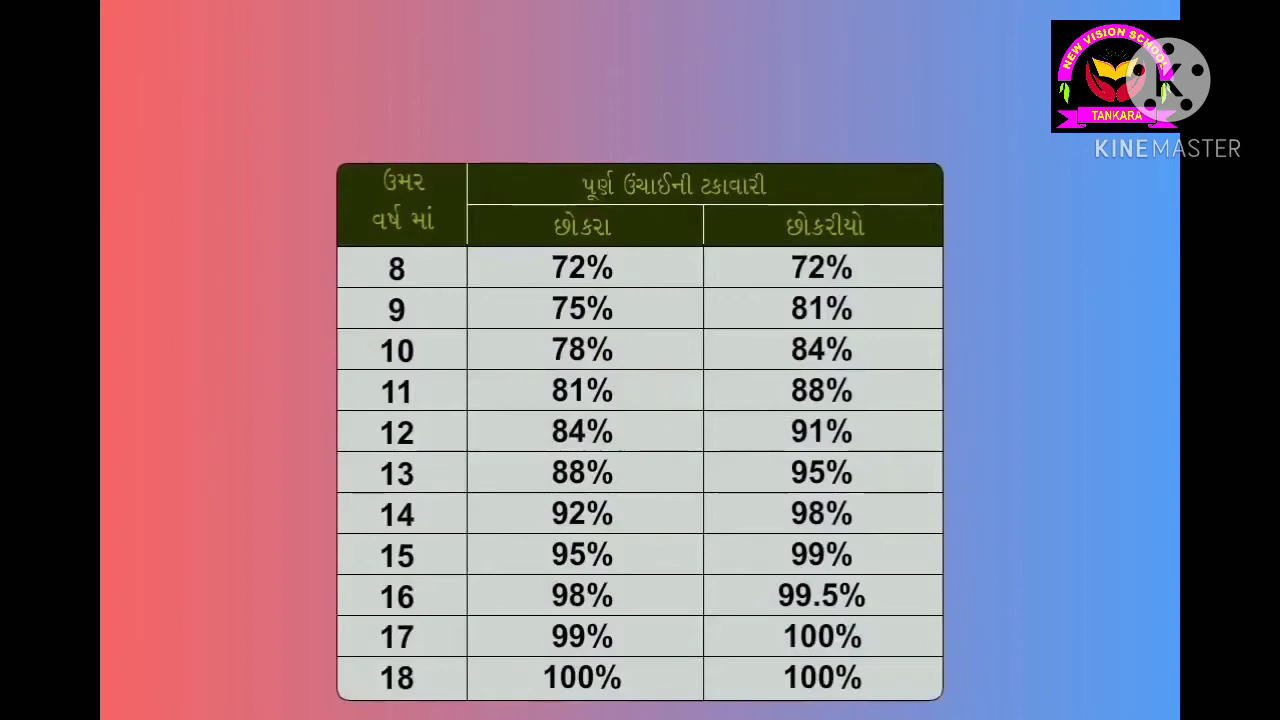 NEW VISION SCHOOL
TANKARA
KINEMASTER
ઉમર વર્ષ માં પૂર્ણ ઉંચાઈની ટકાવારી
છોકરા છોકરીયો
8 72% 72%
9 75% 81%
10 78% 84%
11 81% 88%
12 84% 91%
13 88% 95%
14 92% 98%
15 95% 99%
16 98% 99.5%
17 99% 100%
18 100% 100%